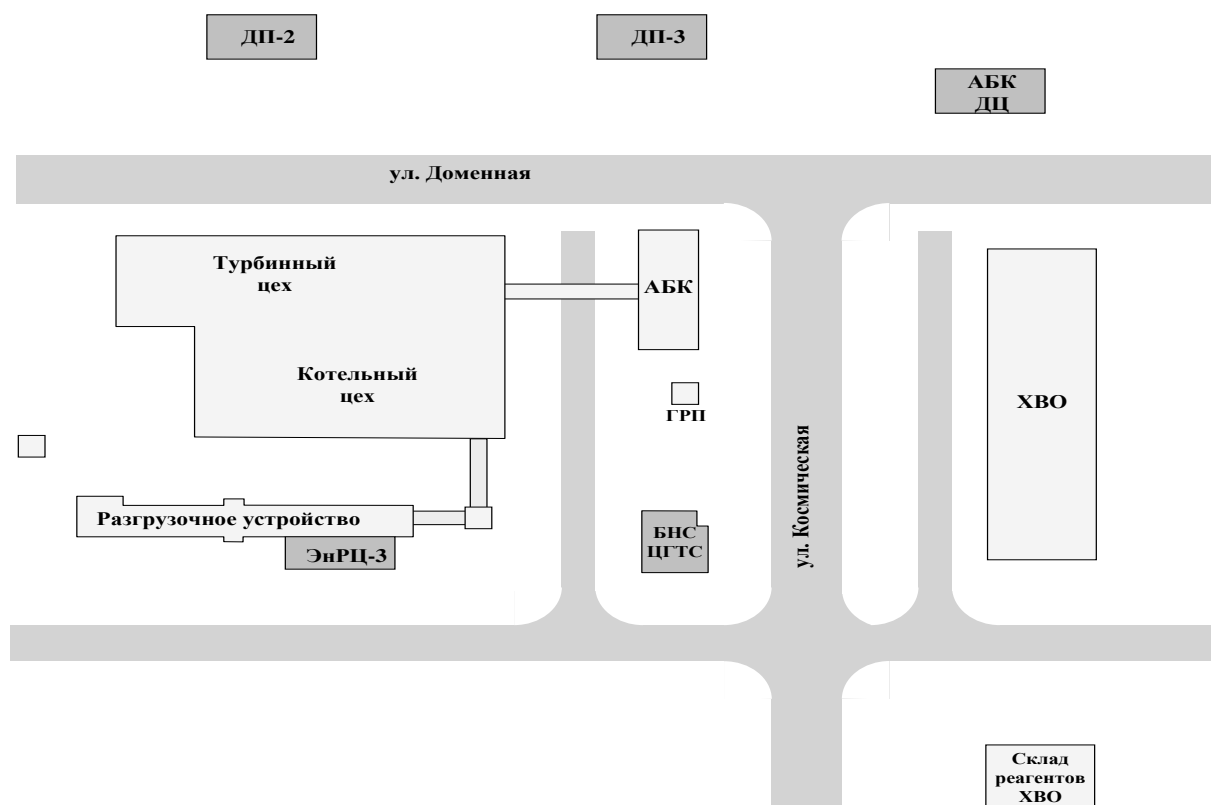 ДП-2
ДП-3
АБК
ДЦ
ул. Доменная
Турбинный
цех
АБК
Котельный
цех
ГРП
ХВО
ул. Космическая
Разгрузочное устройство
БНС
ЦГТС
ЭнРЦ-3
Склад
реагентов
ХВО